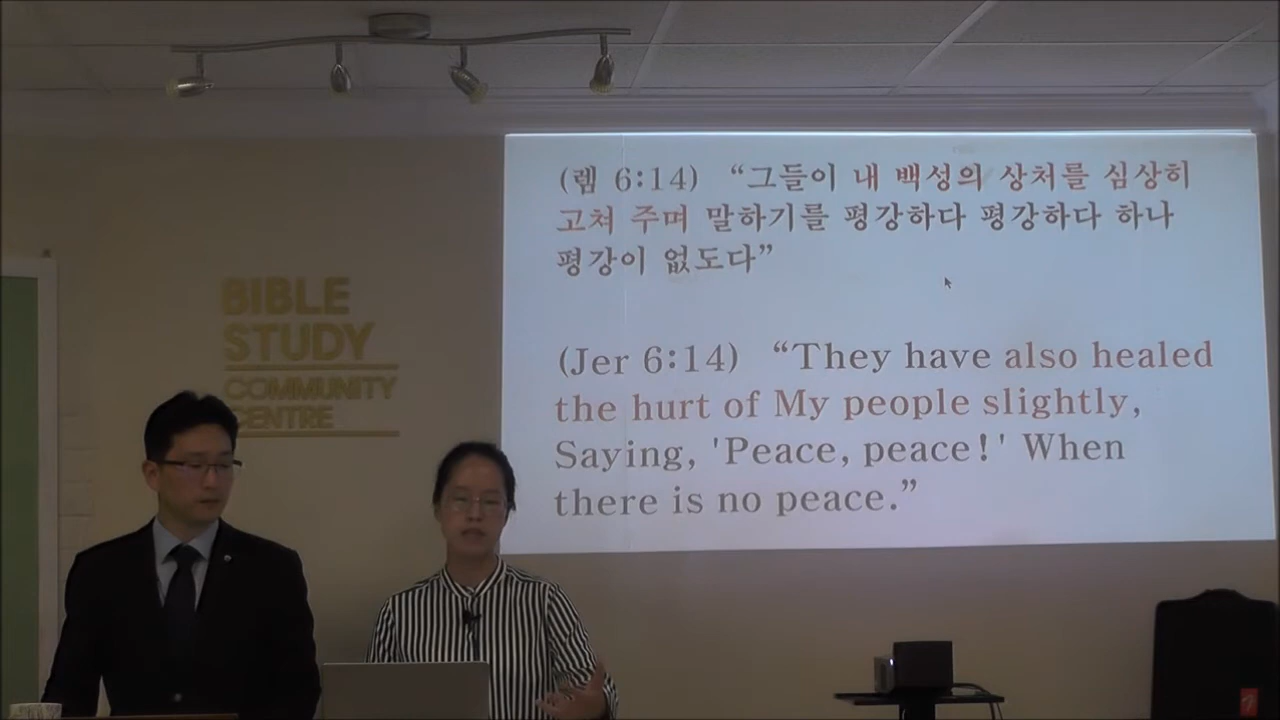 (렘 6:14) “그들이 내 백성의 상처를 심상히
고쳐 주며 말하기를 평강하다 평강하다 하나
평강이 없도다”
(Jer 6:14) “They have also healed
the hurt of My people slightly,
Saying, 'Peace, peace!' When
there is no peace.”
BIBLE
STUDY
COMMUNITY
CENTRE